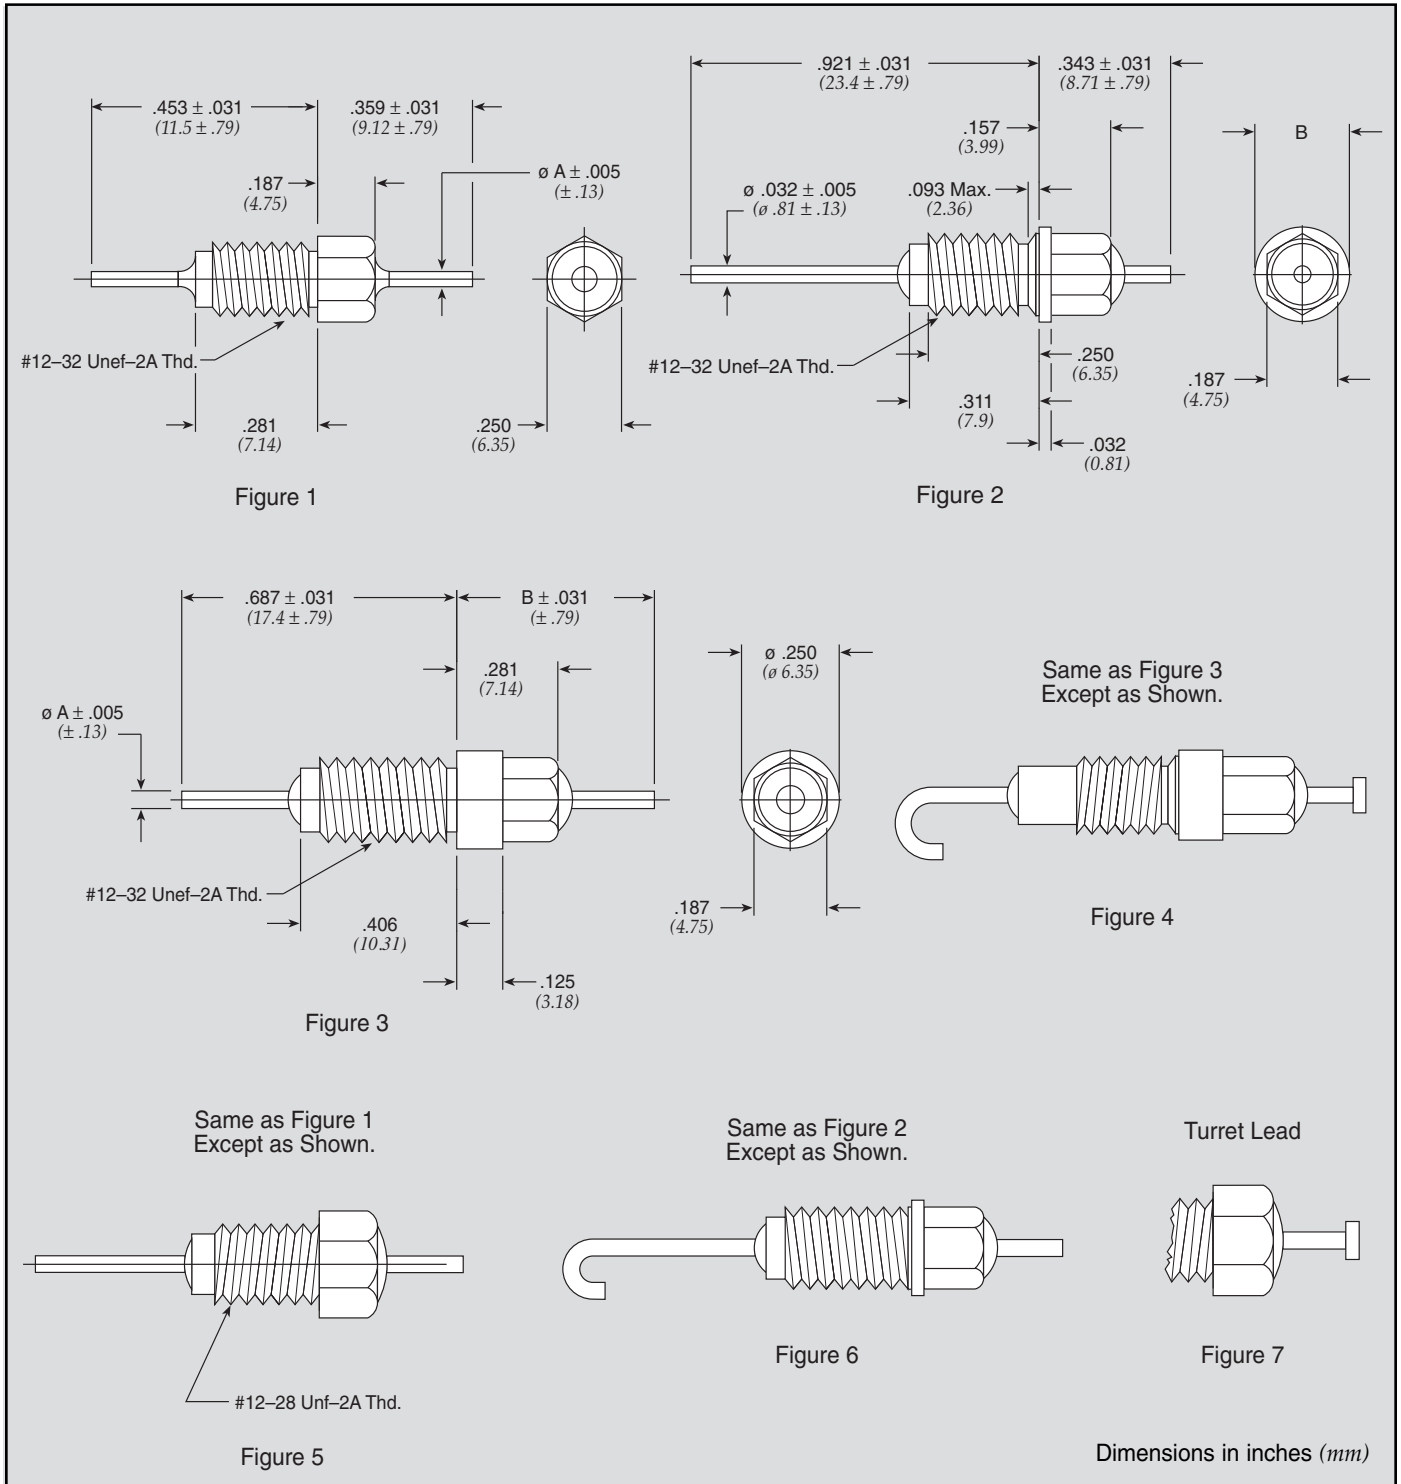 .453 ± .031
(11.5 ± .79)
.359 ± .031
(9.12 ± .79)
.187
(4.75)
ø A ± .005
(± .13)
#12–32 Unef–2A Thd.
.281
(7.14)
.250
(6.35)
Figure 1
.921 ± .031
(23.4 ± .79)
.343 ± .031
(8.71 ± .79)
.157
(3.99)
B
ø .032 ± .005
(ø .81 ± .13)
.093 Max.
(2.36)
#12–32 Unef–2A Thd.
.250
(6.35)
.187
(4.75)
.311
(7.9)
.032
(0.81)
Figure 2
.687 ± .031
(17.4 ± .79)
B ± .031
(± .79)
.281
(7.14)
ø .250
(ø 6.35)
ø A ± .005
(± .13)
#12–32 Unef–2A Thd.
.406
(10.31)
.187
(4.75)
.125
(3.18)
Figure 3
Same as Figure 3
Except as Shown.
Figure 4
Same as Figure 1
Except as Shown.
#12–28 Unf–2A Thd.
Figure 5
Same as Figure 2
Except as Shown.
Figure 6
Turret Lead
Figure 7
Dimensions in inches (mm)